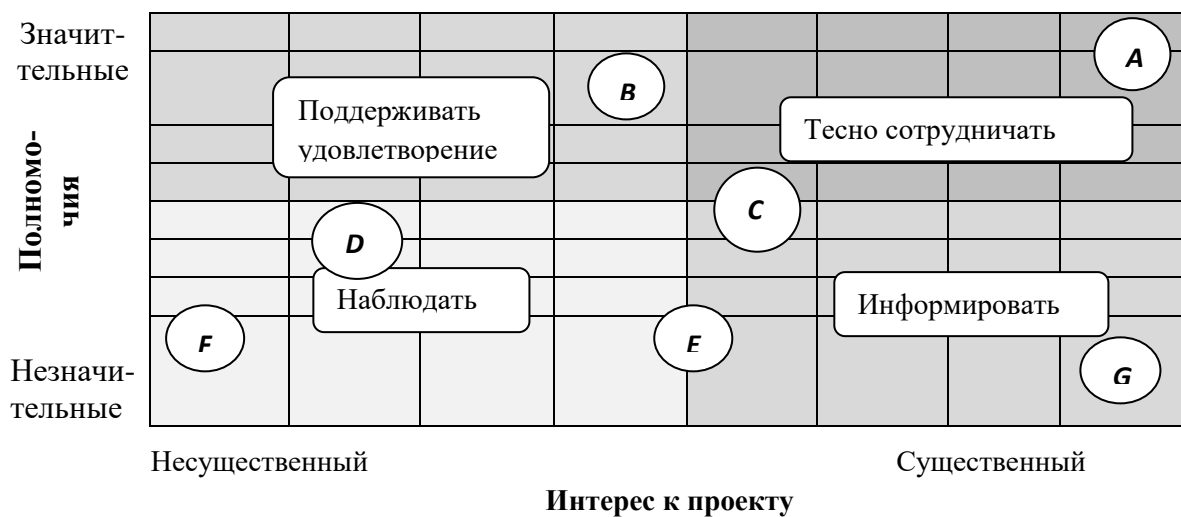 Значит-
тельные
A
B
Поддерживать
удовлетворение
Тесно сотрудничать
Полномо-
чия
C
D
Наблюдать
Информировать
F
E
G
Незначи-
тельные
Несущественный
Существенный
Интерес к проекту